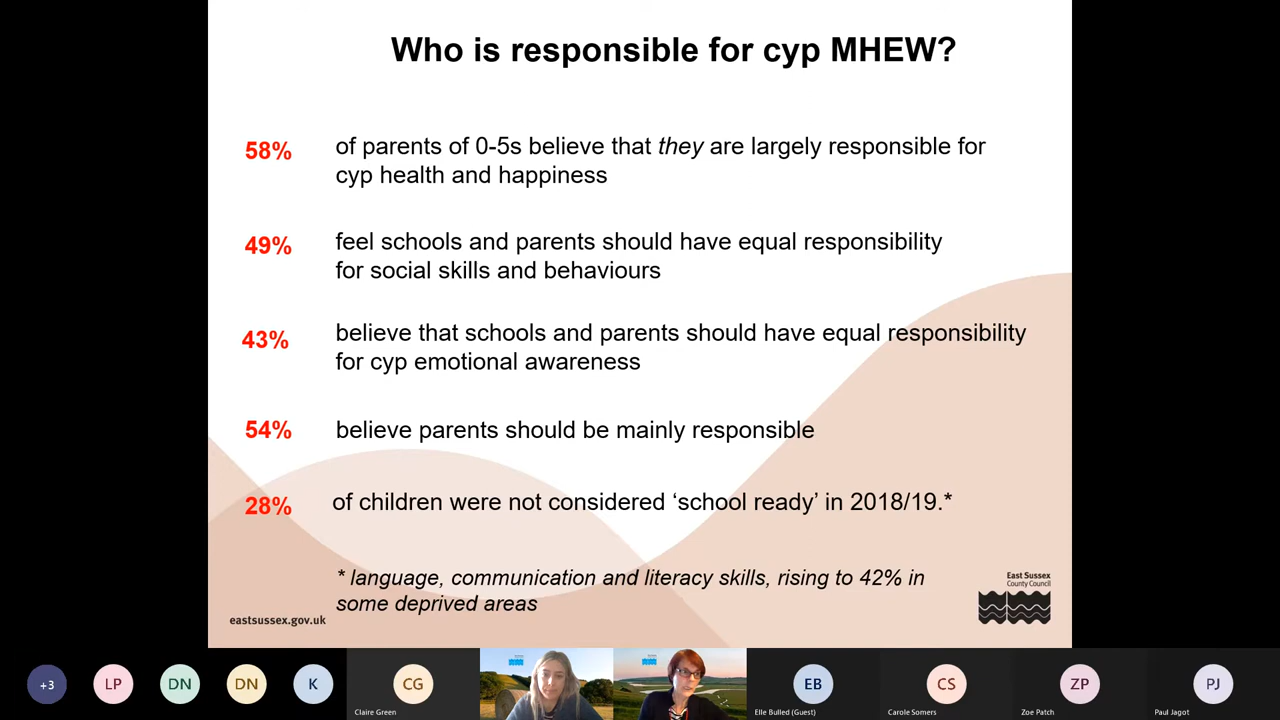 Who is responsible for cyp MHEW?
58%
of parents of 0-5s believe that they are largely responsible for
cyp health and happiness
49%
feel schools and parents should have equal responsibility
for social skills and behaviours
43%
believe that schools and parents should have equal responsibility
for cyp emotional awareness
54%
believe parents should be mainly responsible
28%
of children were not considered ‘school ready’ in 2018/19.*
* language, communication and literacy skills, rising to 42% in
some deprived areas
eastsussex.gov.uk
East Sussex
County Council
+3
LP
DN
DN
K
CG
Claire Green
EB
Elle Bulled (Guest)
CS
Carole Somers
ZP
Zoe Patch
PJ
Paul Jagot